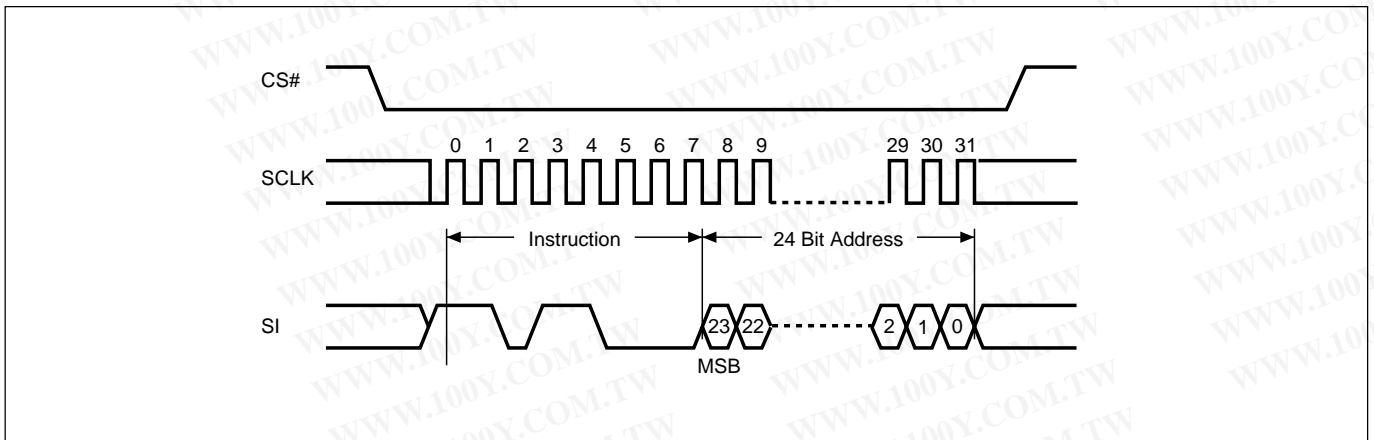 CS#
0 1 2 3 4 5 6 7 8 9 29 30 31
SCLK
Instruction 24 Bit Address
SI 23 22 2 1 0
MSB
WWW.100Y.COM.TW